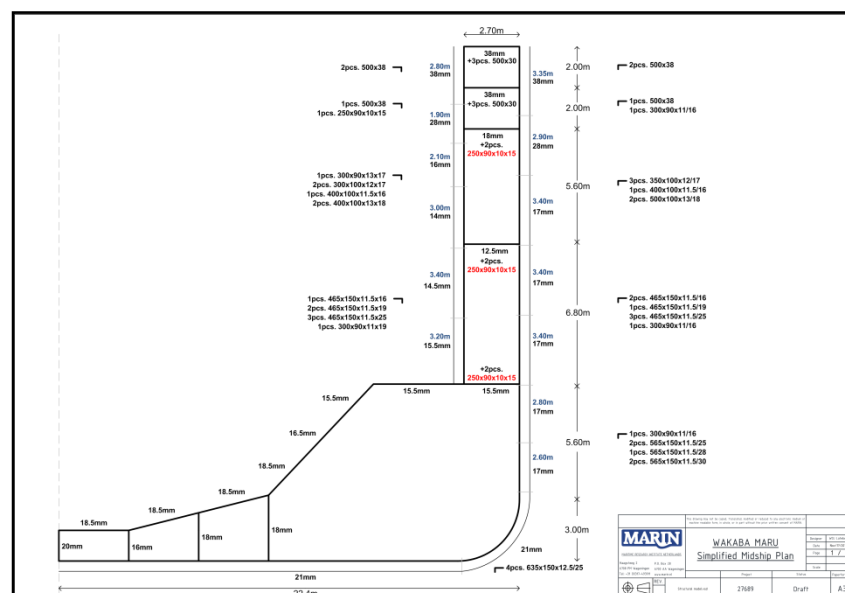 2.70m
2pcs. 500x38
2.80m
38mm
38mm
+3pcs. 500x30
3.35m
38mm
2.00m
2pcs. 500x38
1pcs. 500x38
1pcs. 250x90x10x15
1.90m
28mm
38mm
+3pcs. 500x30
2.00m
1pcs. 500x38
1pcs. 300x90x11/16
2.10m
16mm
18mm
+2pcs.
250x90x10x15
2.90m
28mm
1pcs. 300x90x13x17
2pcs. 300x100x12x17
1pcs. 400x100x11.5x16
2pcs. 400x100x13x18
3.00m
14mm
3.40m
17mm
5.60m
3pcs. 350x100x12/17
1pcs. 400x100x11.5/16
2pcs. 500x100x13/18
3.40m
14.5mm
12.5mm
+2pcs.
250x90x10x15
3.40m
17mm
1pcs. 465x150x11.5x16
2pcs. 465x150x11.5x19
3pcs. 465x150x11.5x25
1pcs. 300x90x11x19
3.20m
15.5mm
3.40m
17mm
6.80m
2pcs. 465x150x11.5/16
1pcs. 465x150x11.5/19
3pcs. 465x150x11.5/25
1pcs. 300x90x11/16
+2pcs.
250x90x10x15
15.5mm
15.5mm
15.5mm
2.80m
17mm
16.5mm
18.5mm
18.5mm
18.5mm
2.60m
17mm
5.60m
1pcs. 300x90x11/16
2pcs. 565x150x11.5/25
1pcs. 565x150x11.5/28
2pcs. 565x150x11.5/30
20mm
16mm
18mm
18mm
21mm
3.00m
21mm
4pcs. 635x150x12.5/25
MARIN
WAKABA MARU
Simplified Midship Plan
27689
Draft
A3